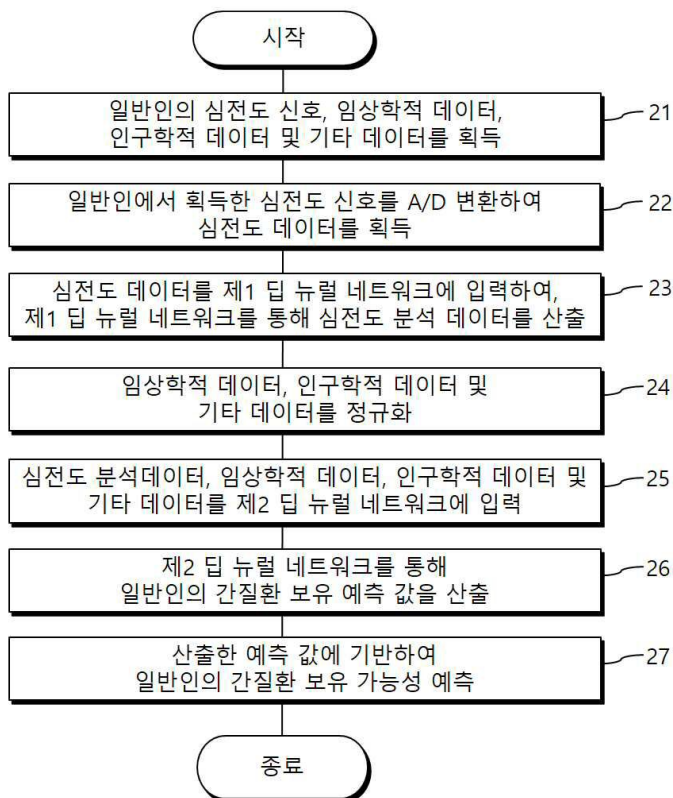 시작
일반인의 심전도 신호, 임상학적 데이터,
인구학적 데이터 및 기타 데이터를 획득
21
일반인에서 획득한 심전도 신호를 A/D 변환하여
심전도 데이터를 획득
22
심전도 데이터를 제1 딥 뉴럴 네트워크에 입력하여,
제1 딥 뉴럴 네트워크를 통해 심전도 분석 데이터를 산출
23
임상학적 데이터, 인구학적 데이터 및
기타 데이터를 정규화
24
심전도 분석데이터, 임상학적 데이터, 인구학적 데이터 및
기타 데이터를 제2 딥 뉴럴 네트워크에 입력
25
제2 딥 뉴럴 네트워크를 통해
일반인의 간질환 보유 예측 값을 산출
26
산출한 예측 값에 기반하여
일반인의 간질환 보유 가능성 예측
27
종료